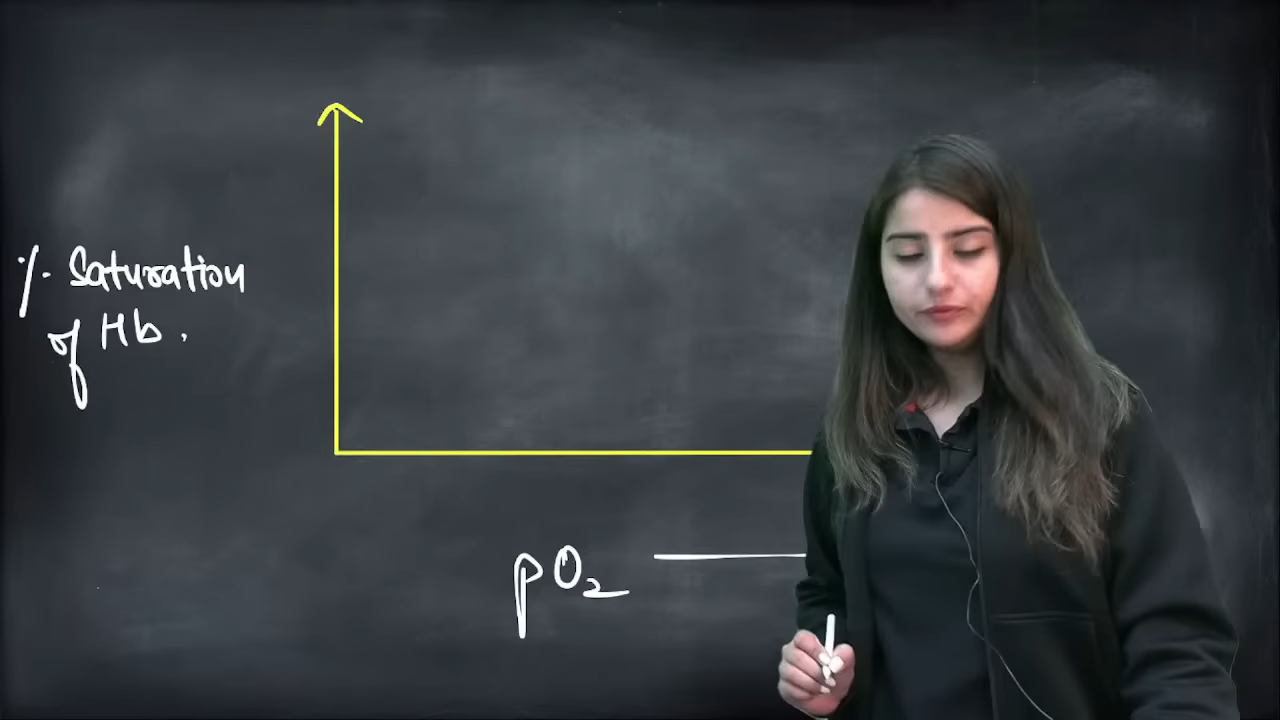 % Saturation
of Hb.
pO₂